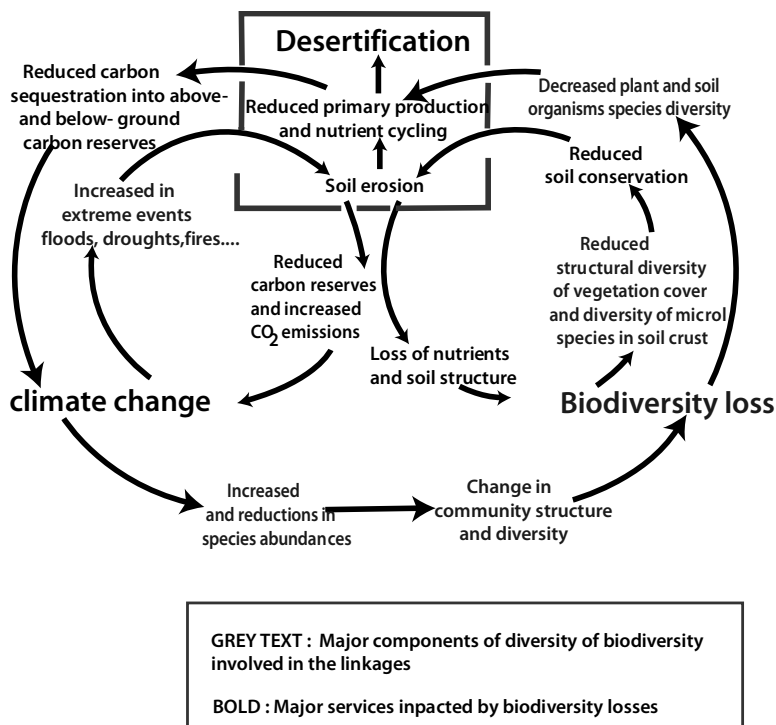 Desertification
Reduced carbon
sequestration into above-
and below- ground
carbon reserves
Reduced primary production
and nutrient cycling
Decreased plant and soil
organisms species diversity
Soil erosion
Reduced
soil conservation
Increased in
extreme events
floods, droughts,fires....
Reduced
carbon reserves
and increased
CO2 emissions
Reduced
structural diversity
of vegetation cover
and diversity of microl
species in soil crust
Loss of nutrients
and soil structure
climate change
Biodiversity loss
Increased
and reductions in
species abundances
Change in
community structure
and diversity
GREY TEXT : Major components of diversity of biodiversity
involved in the linkages
BOLD : Major services inpacted by biodiversity losses